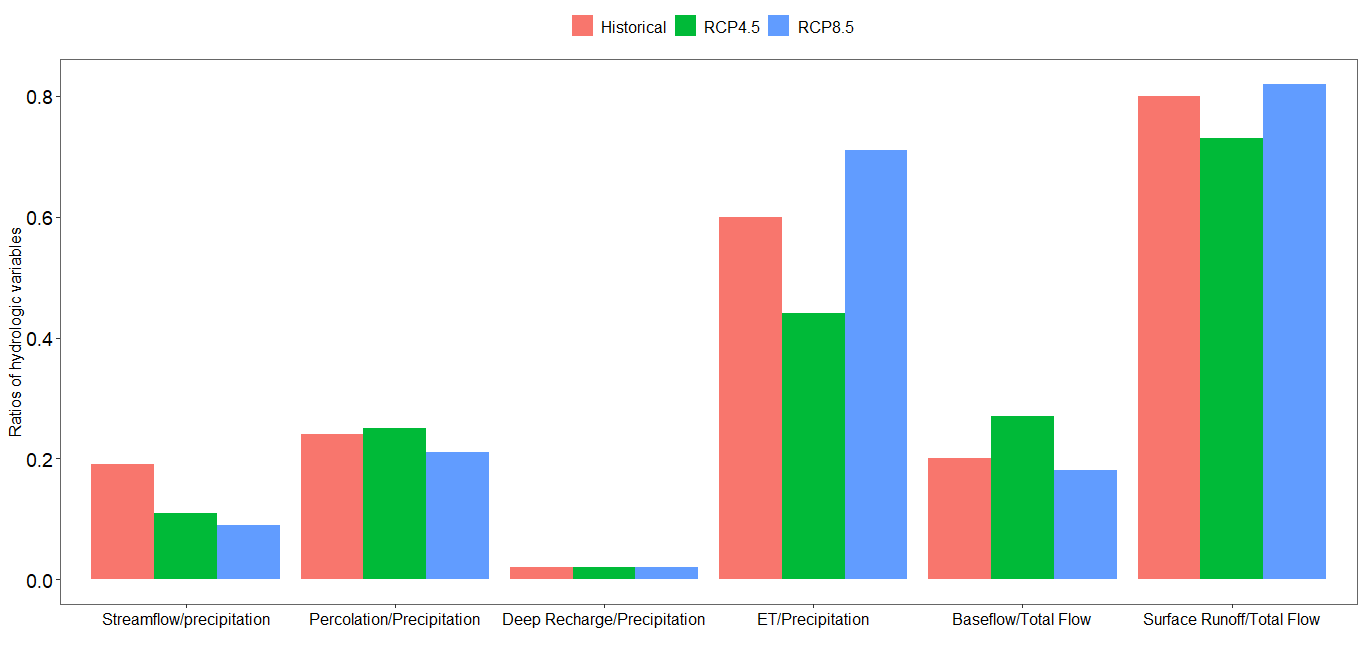 Historical RCP4.5 RCP8.5
Ratios of hydrologic variables
0.8
0.6
0.4
0.2
0.0
Streamflow/precipitation Percolation/Precipitation Deep Recharge/Precipitation ET/Precipitation Baseflow/Total Flow Surface Runoff/Total Flow